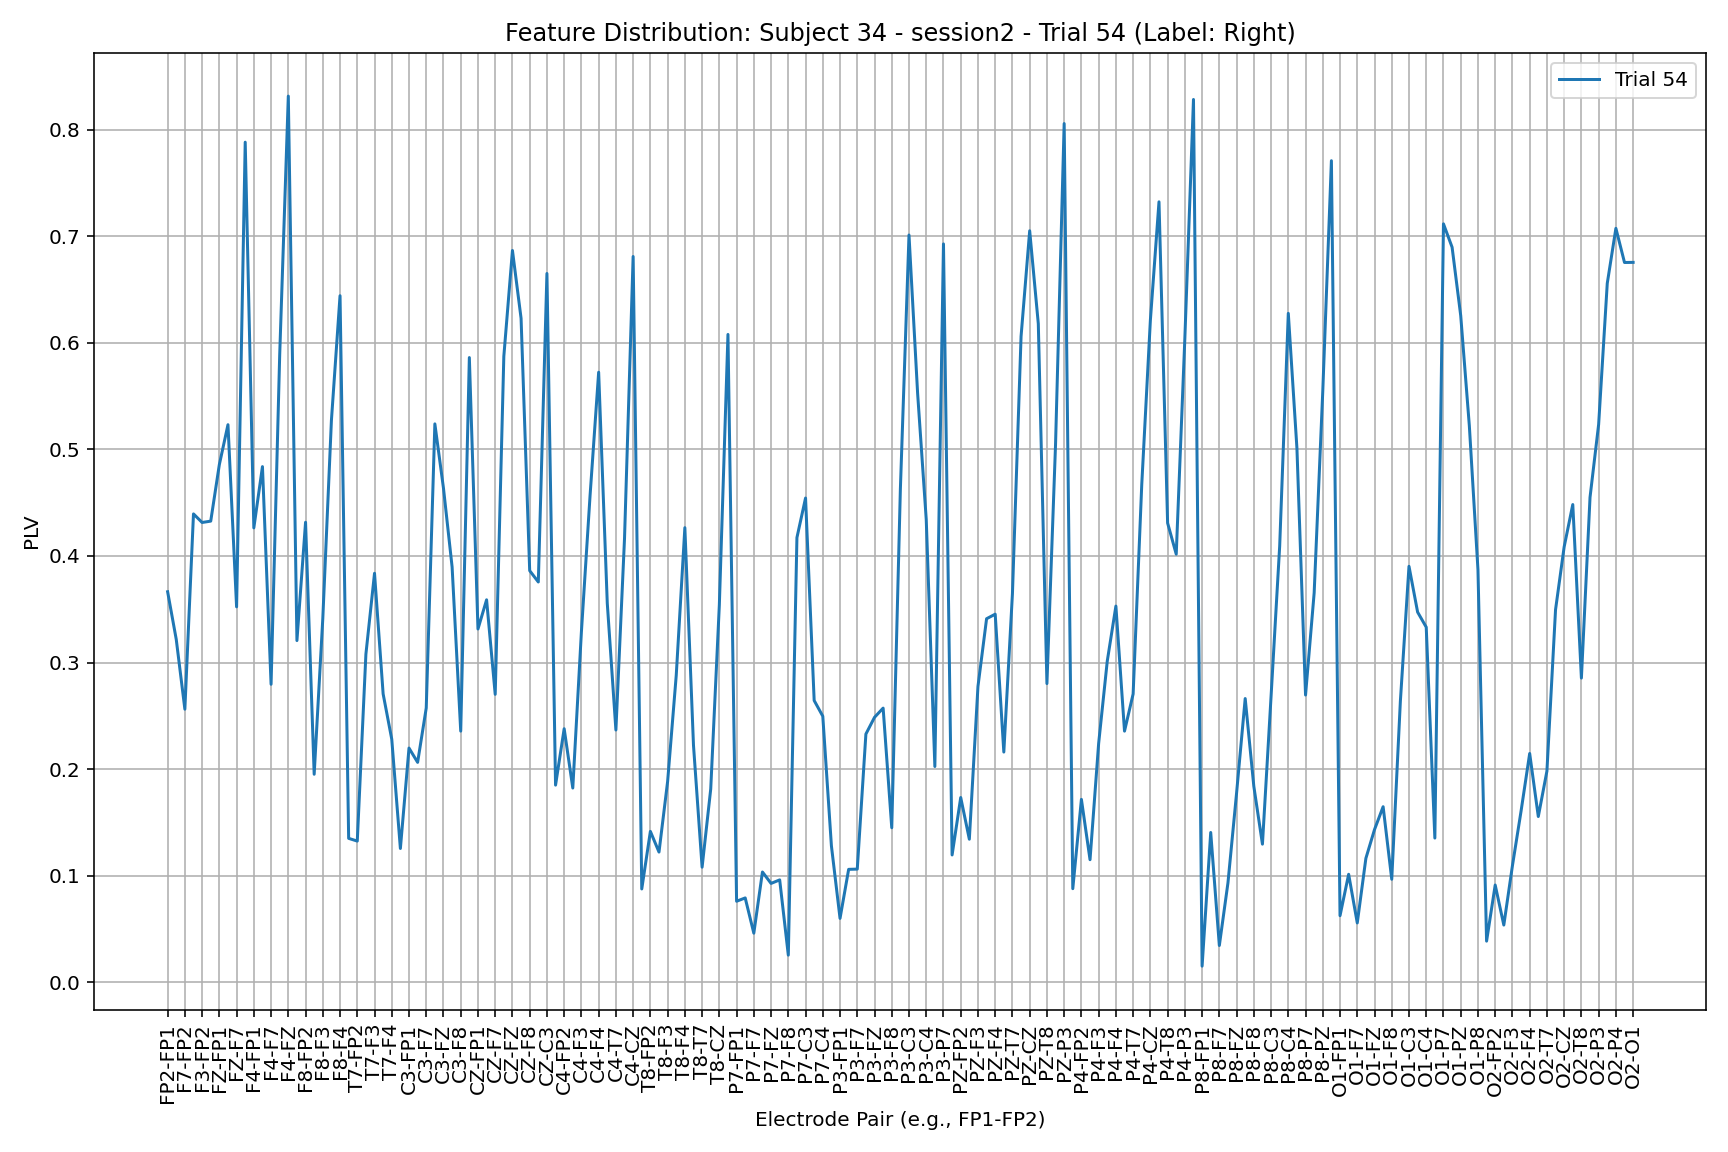 Feature Distribution: Subject 34 - session2 - Trial 54 (Label: Right)
Trial 54
PLV
0.8
0.7
0.6
0.5
0.4
0.3
0.2
0.1
0.0
FP2-FP1
F7-FP2
F3-FP2
FZ-FP1
FZ-F7
F4-FP1
F4-F7
F4-FZ
F8-FP2
F8-F3
F8-F4
T7-FP2
T7-F3
T7-F4
C3-FP1
C3-F7
C3-FZ
C3-F8
CZ-FP1
CZ-F7
CZ-FZ
CZ-F8
CZ-C3
C4-FP2
C4-F3
C4-F4
C4-T7
C4-CZ
T8-FP2
T8-F3
T8-F4
T8-T7
T8-CZ
P7-FP1
P7-F7
P7-FZ
P7-F8
P7-C3
P7-C4
P3-FP1
P3-F7
P3-FZ
P3-F8
P3-C3
P3-C4
P3-P7
PZ-FP2
PZ-F3
PZ-F4
PZ-T7
PZ-CZ
PZ-T8
PZ-P3
P4-FP2
P4-F3
P4-F4
P4-T7
P4-CZ
P4-T8
P4-P3
P8-FP1
P8-F7
P8-FZ
P8-F8
P8-C3
P8-C4
P8-P7
P8-PZ
O1-FP1
O1-F7
O1-FZ
O1-F8
O1-C3
O1-C4
O1-P7
O1-PZ
O1-P8
O2-FP2
O2-F3
O2-F4
O2-T7
O2-CZ
O2-T8
O2-P3
O2-P4
O2-O1
Electrode Pair (e.g., FP1-FP2)